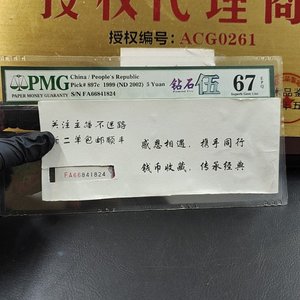 授权代理商
授权编号：ACG0261
PMG
PAPER MONEY GUARANTY
China / People's Republic
Pick# 897c 1999 (ND 2002) 5 Yuan
S/N FA66841824
钻石 伍
67 EPQ
Superb Gem Unc
关注主播不迷路
二单包邮顺丰
感恩相遇，携手同行
钱币收藏，传承经典
FA66841824